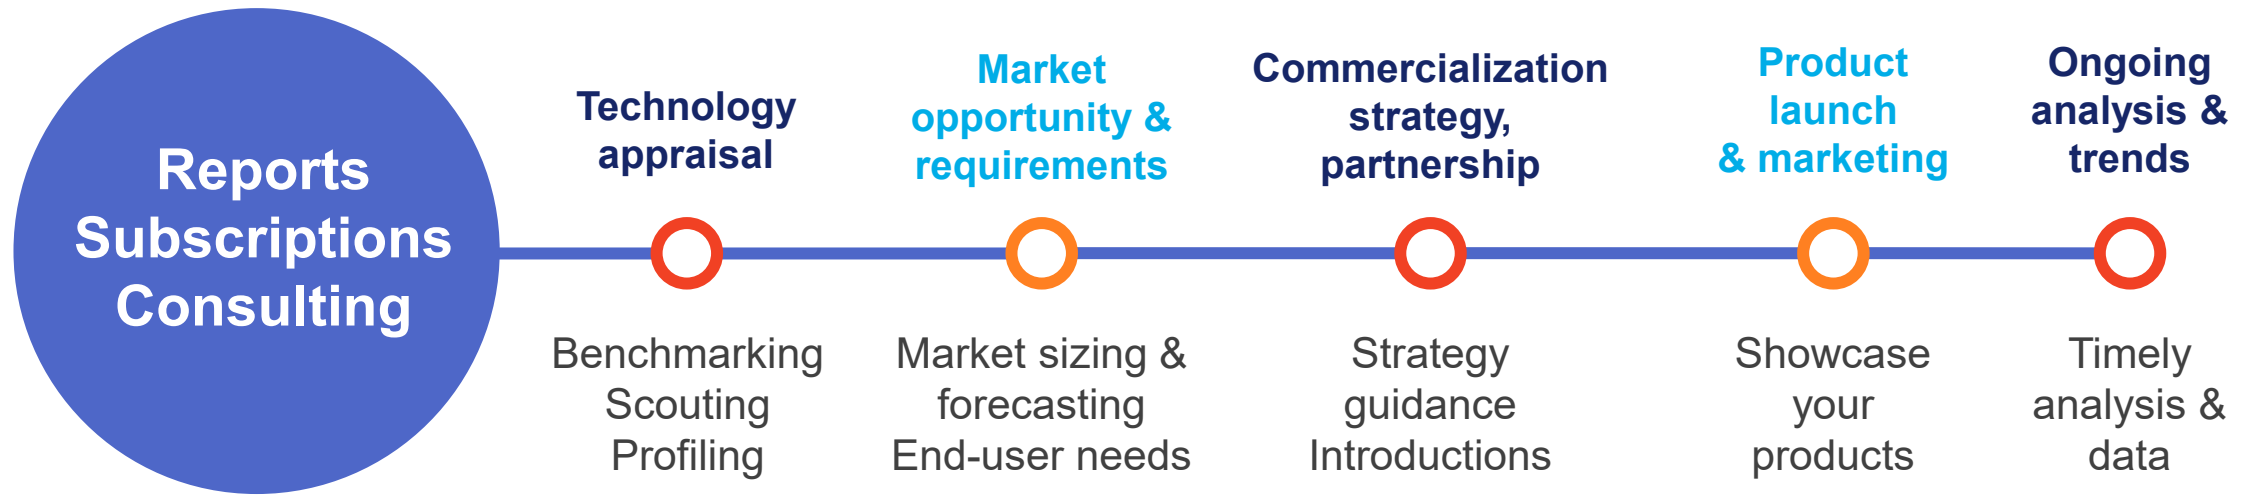 Reports
Subscriptions
Consulting
Technology
appraisal
Benchmarking
Scouting
Profiling
Market
opportunity &
requirements
Market sizing &
forecasting
End-user needs
Commercialization
strategy,
partnership
Strategy
guidance
Introductions
Product
launch
& marketing
Showcase
your
products
Ongoing
analysis &
trends
Timely
analysis &
data